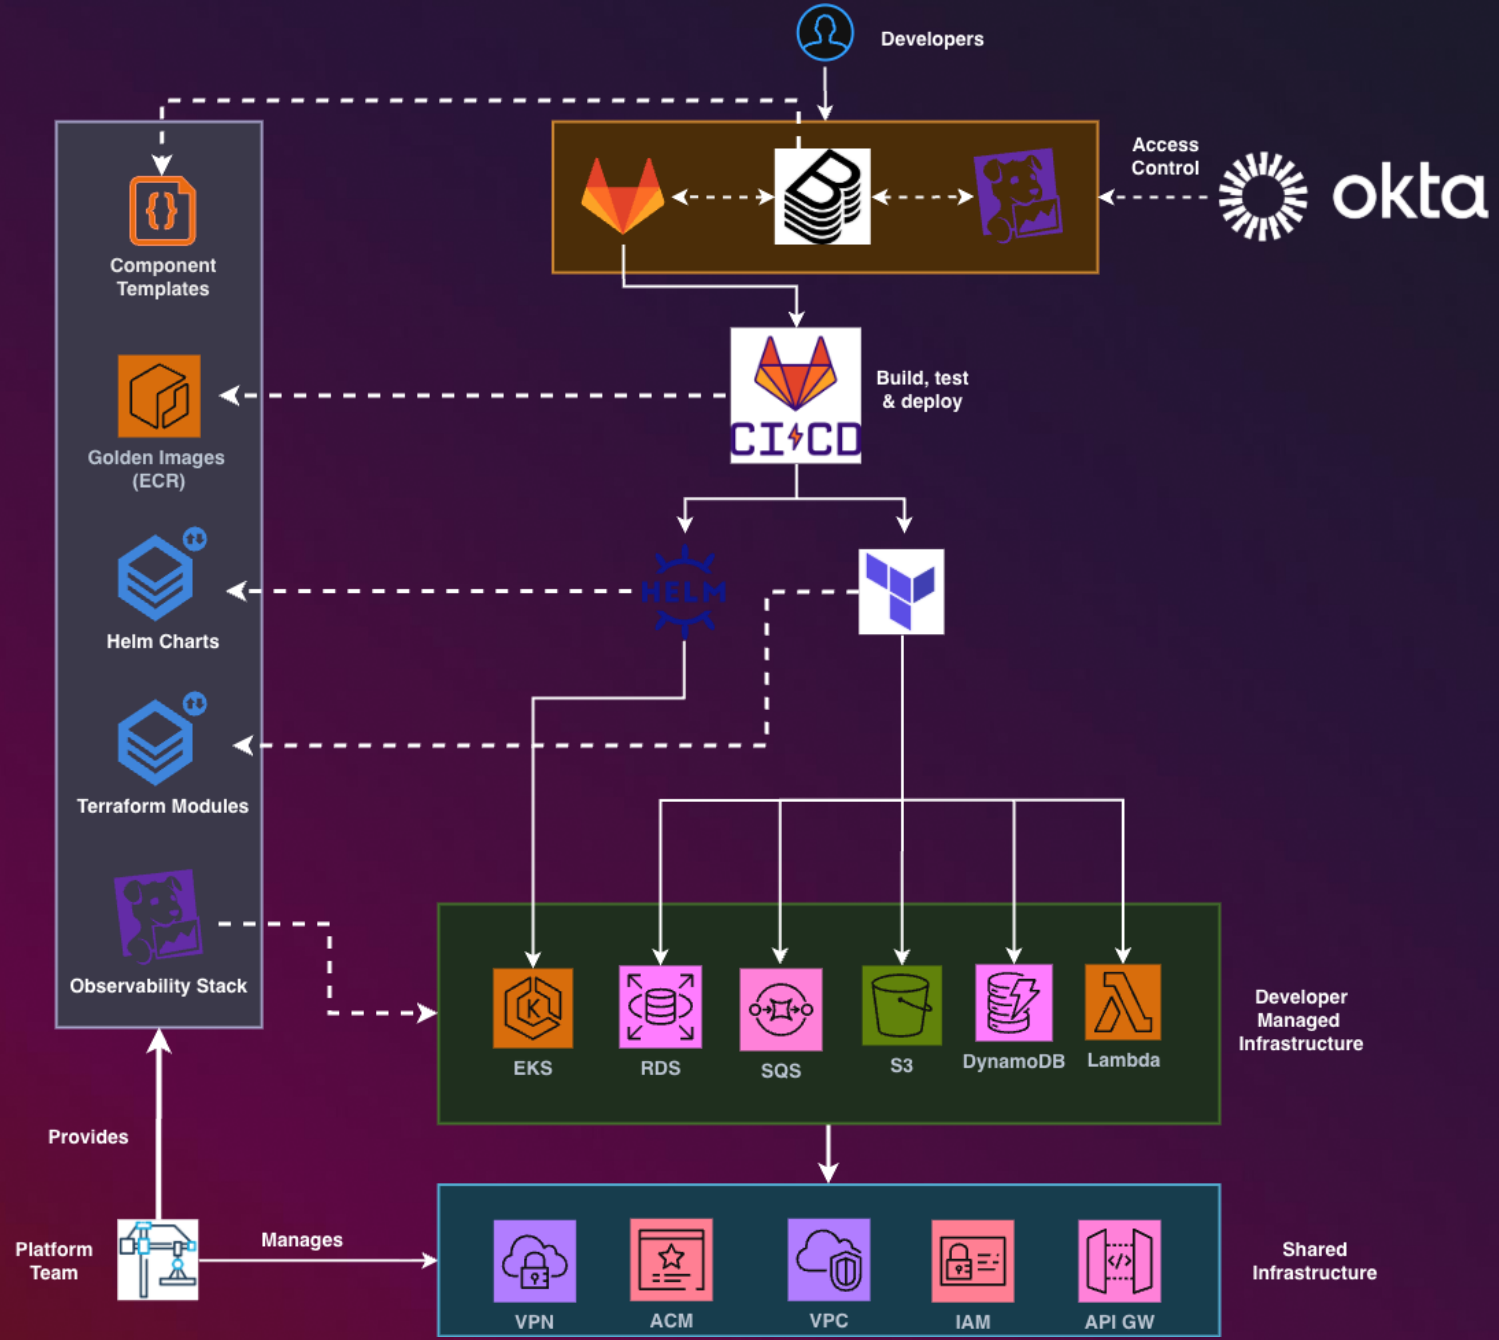 Developers
Access
Control
okta
Component
Templates
Build, test
& deploy
CI CD
Golden Images
(ECR)
HELM
Helm Charts
Terraform Modules
Observability Stack
EKS
RDS
SQS
S3
DynamoDB
Lambda
Developer
Managed
Infrastructure
Provides
Platform
Team
Manages
VPN
ACM
VPC
IAM
API GW
Shared
Infrastructure